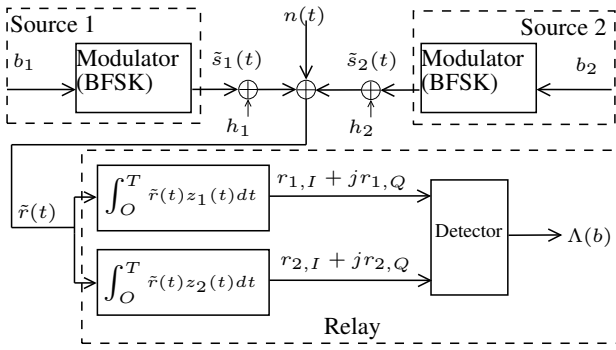 Source 1
n(t)
Source 2
b₁
Modulator
(BFSK)
s̃₁(t)
s̃₂(t)
Modulator
(BFSK)
b₂
h₁
h₂
r̃(t)
∫_O^T r̃(t)z₁(t)dt
r₁,I + jr₁,Q
Detector
Λ(b)
∫_O^T r̃(t)z₂(t)dt
r₂,I + jr₂,Q
Relay